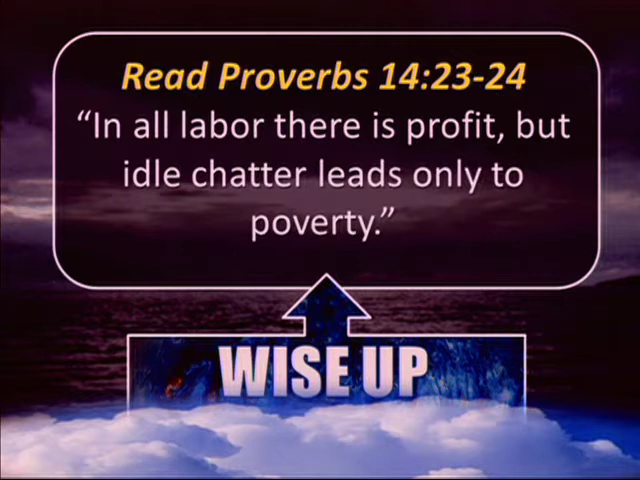 Read Proverbs 14:23-24
“In all labor there is profit, but
idle chatter leads only to
poverty.”
WISE UP